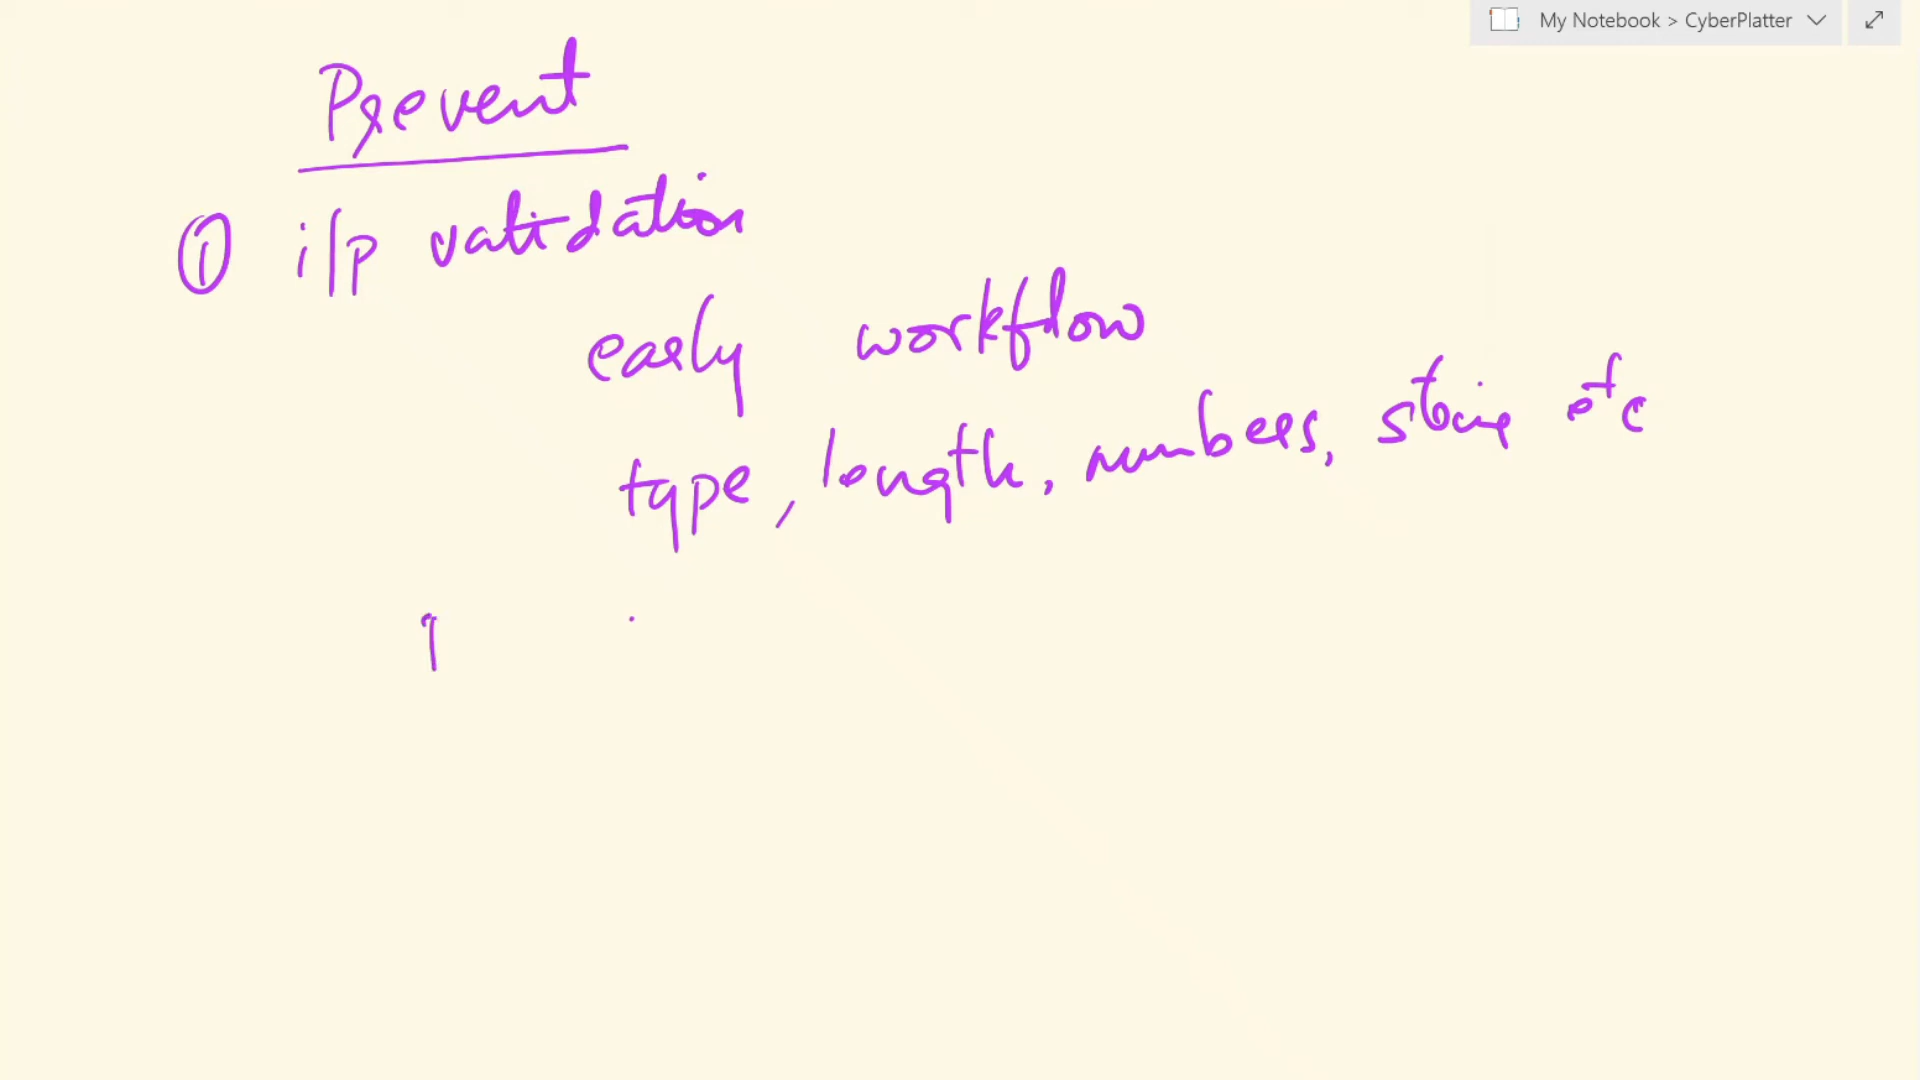 My Notebook > CyberPlatter
Prevent
① i/p validation
early workflow
type, length, numbers, string etc